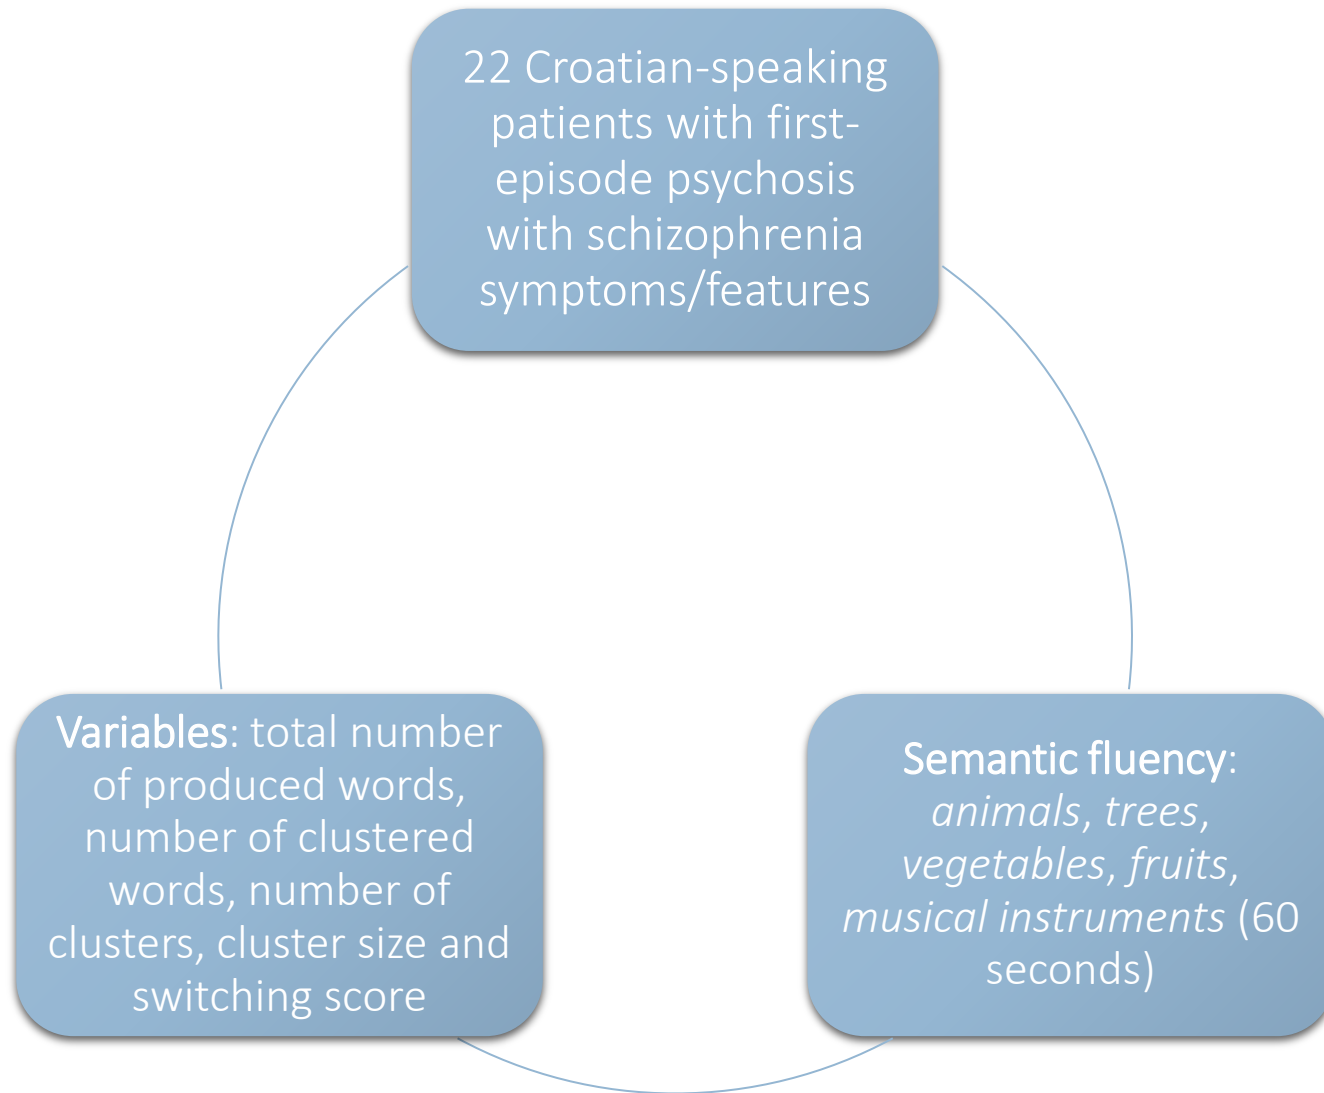 22 Croatian-speaking
patients with first-
episode psychosis
with schizophrenia
symptoms/features
Variables: total number
of produced words,
number of clustered
words, number of
clusters, cluster size and
switching score
Semantic fluency:
animals, trees,
vegetables, fruits,
musical instruments (60
seconds)